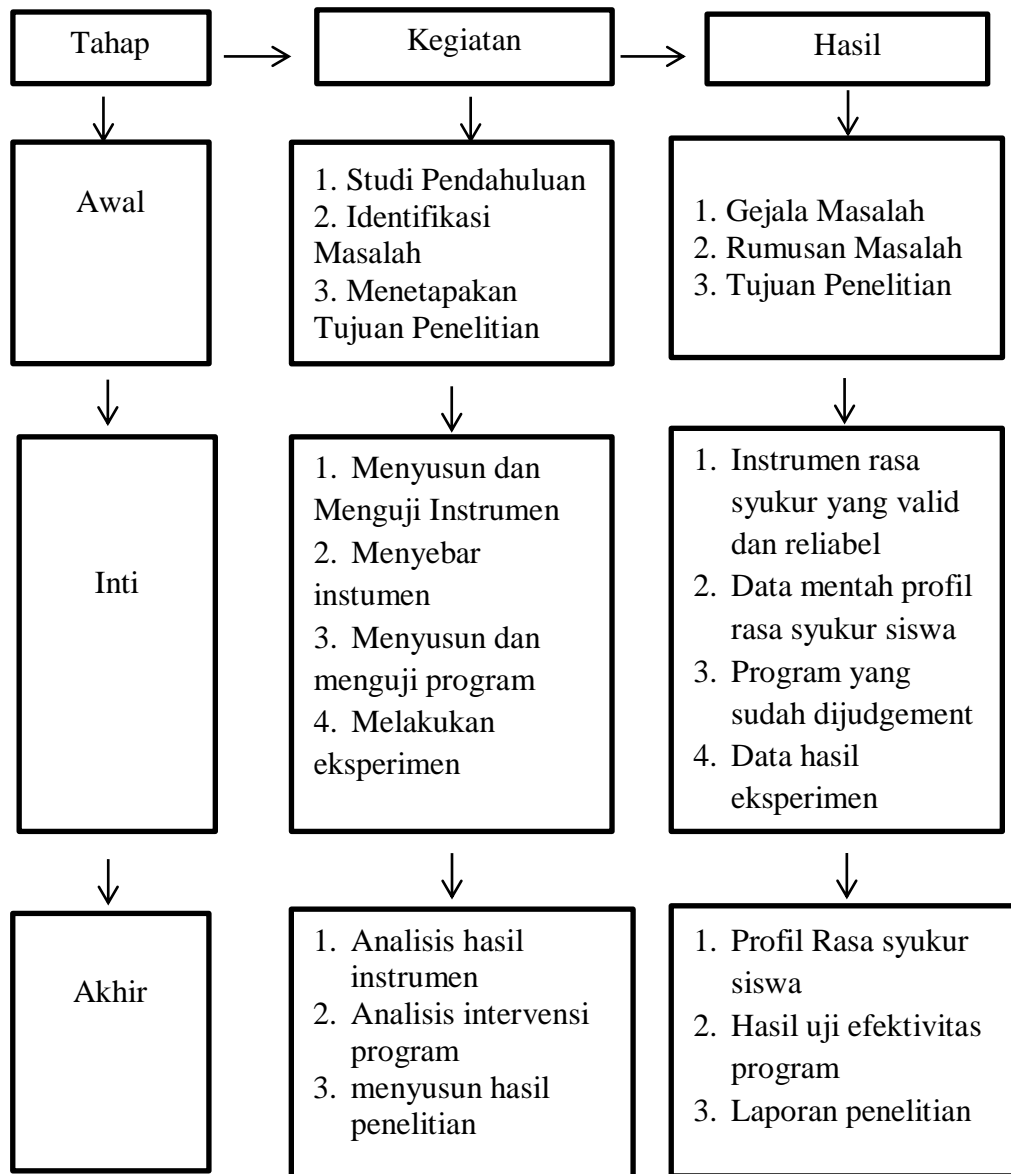 Tahap
Kegiatan
Hasil
Awal
1. Studi Pendahuluan
2. Identifikasi
Masalah
3. Menetapakan
Tujuan Penelitian
1. Gejala Masalah
2. Rumusan Masalah
3. Tujuan Penelitian
Inti
1. Menyusun dan
Menguji Instrumen
2. Menyebar
instumen
3. Menyusun dan
menguji program
4. Melakukan
eksperimen
1. Instrumen rasa
syukur yang valid
dan reliabel
2. Data mentah profil
rasa syukur siswa
3. Program yang
sudah dijudgement
4. Data hasil
eksperimen
Akhir
1. Analisis hasil
instrumen
2. Analisis intervensi
program
3. menyusun hasil
penelitian
1. Profil Rasa syukur
siswa
2. Hasil uji efektivitas
program
3. Laporan penelitian